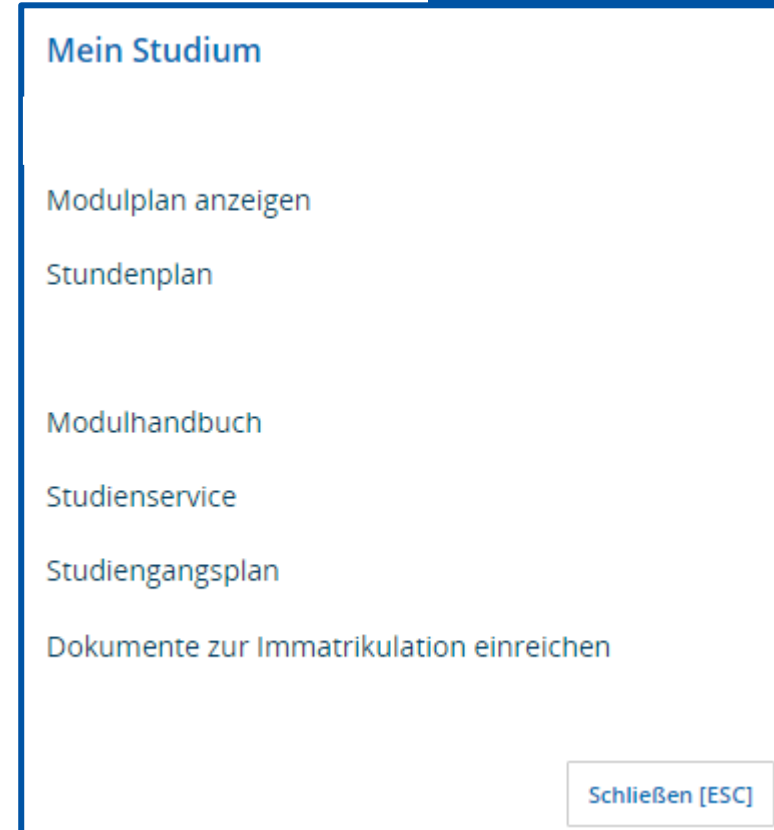 Mein Studium
Modulplan anzeigen
Stundenplan
Modulhandbuch
Studienservice
Studiengangsplan
Dokumente zur Immatrikulation einreichen
Schließen [ESC]